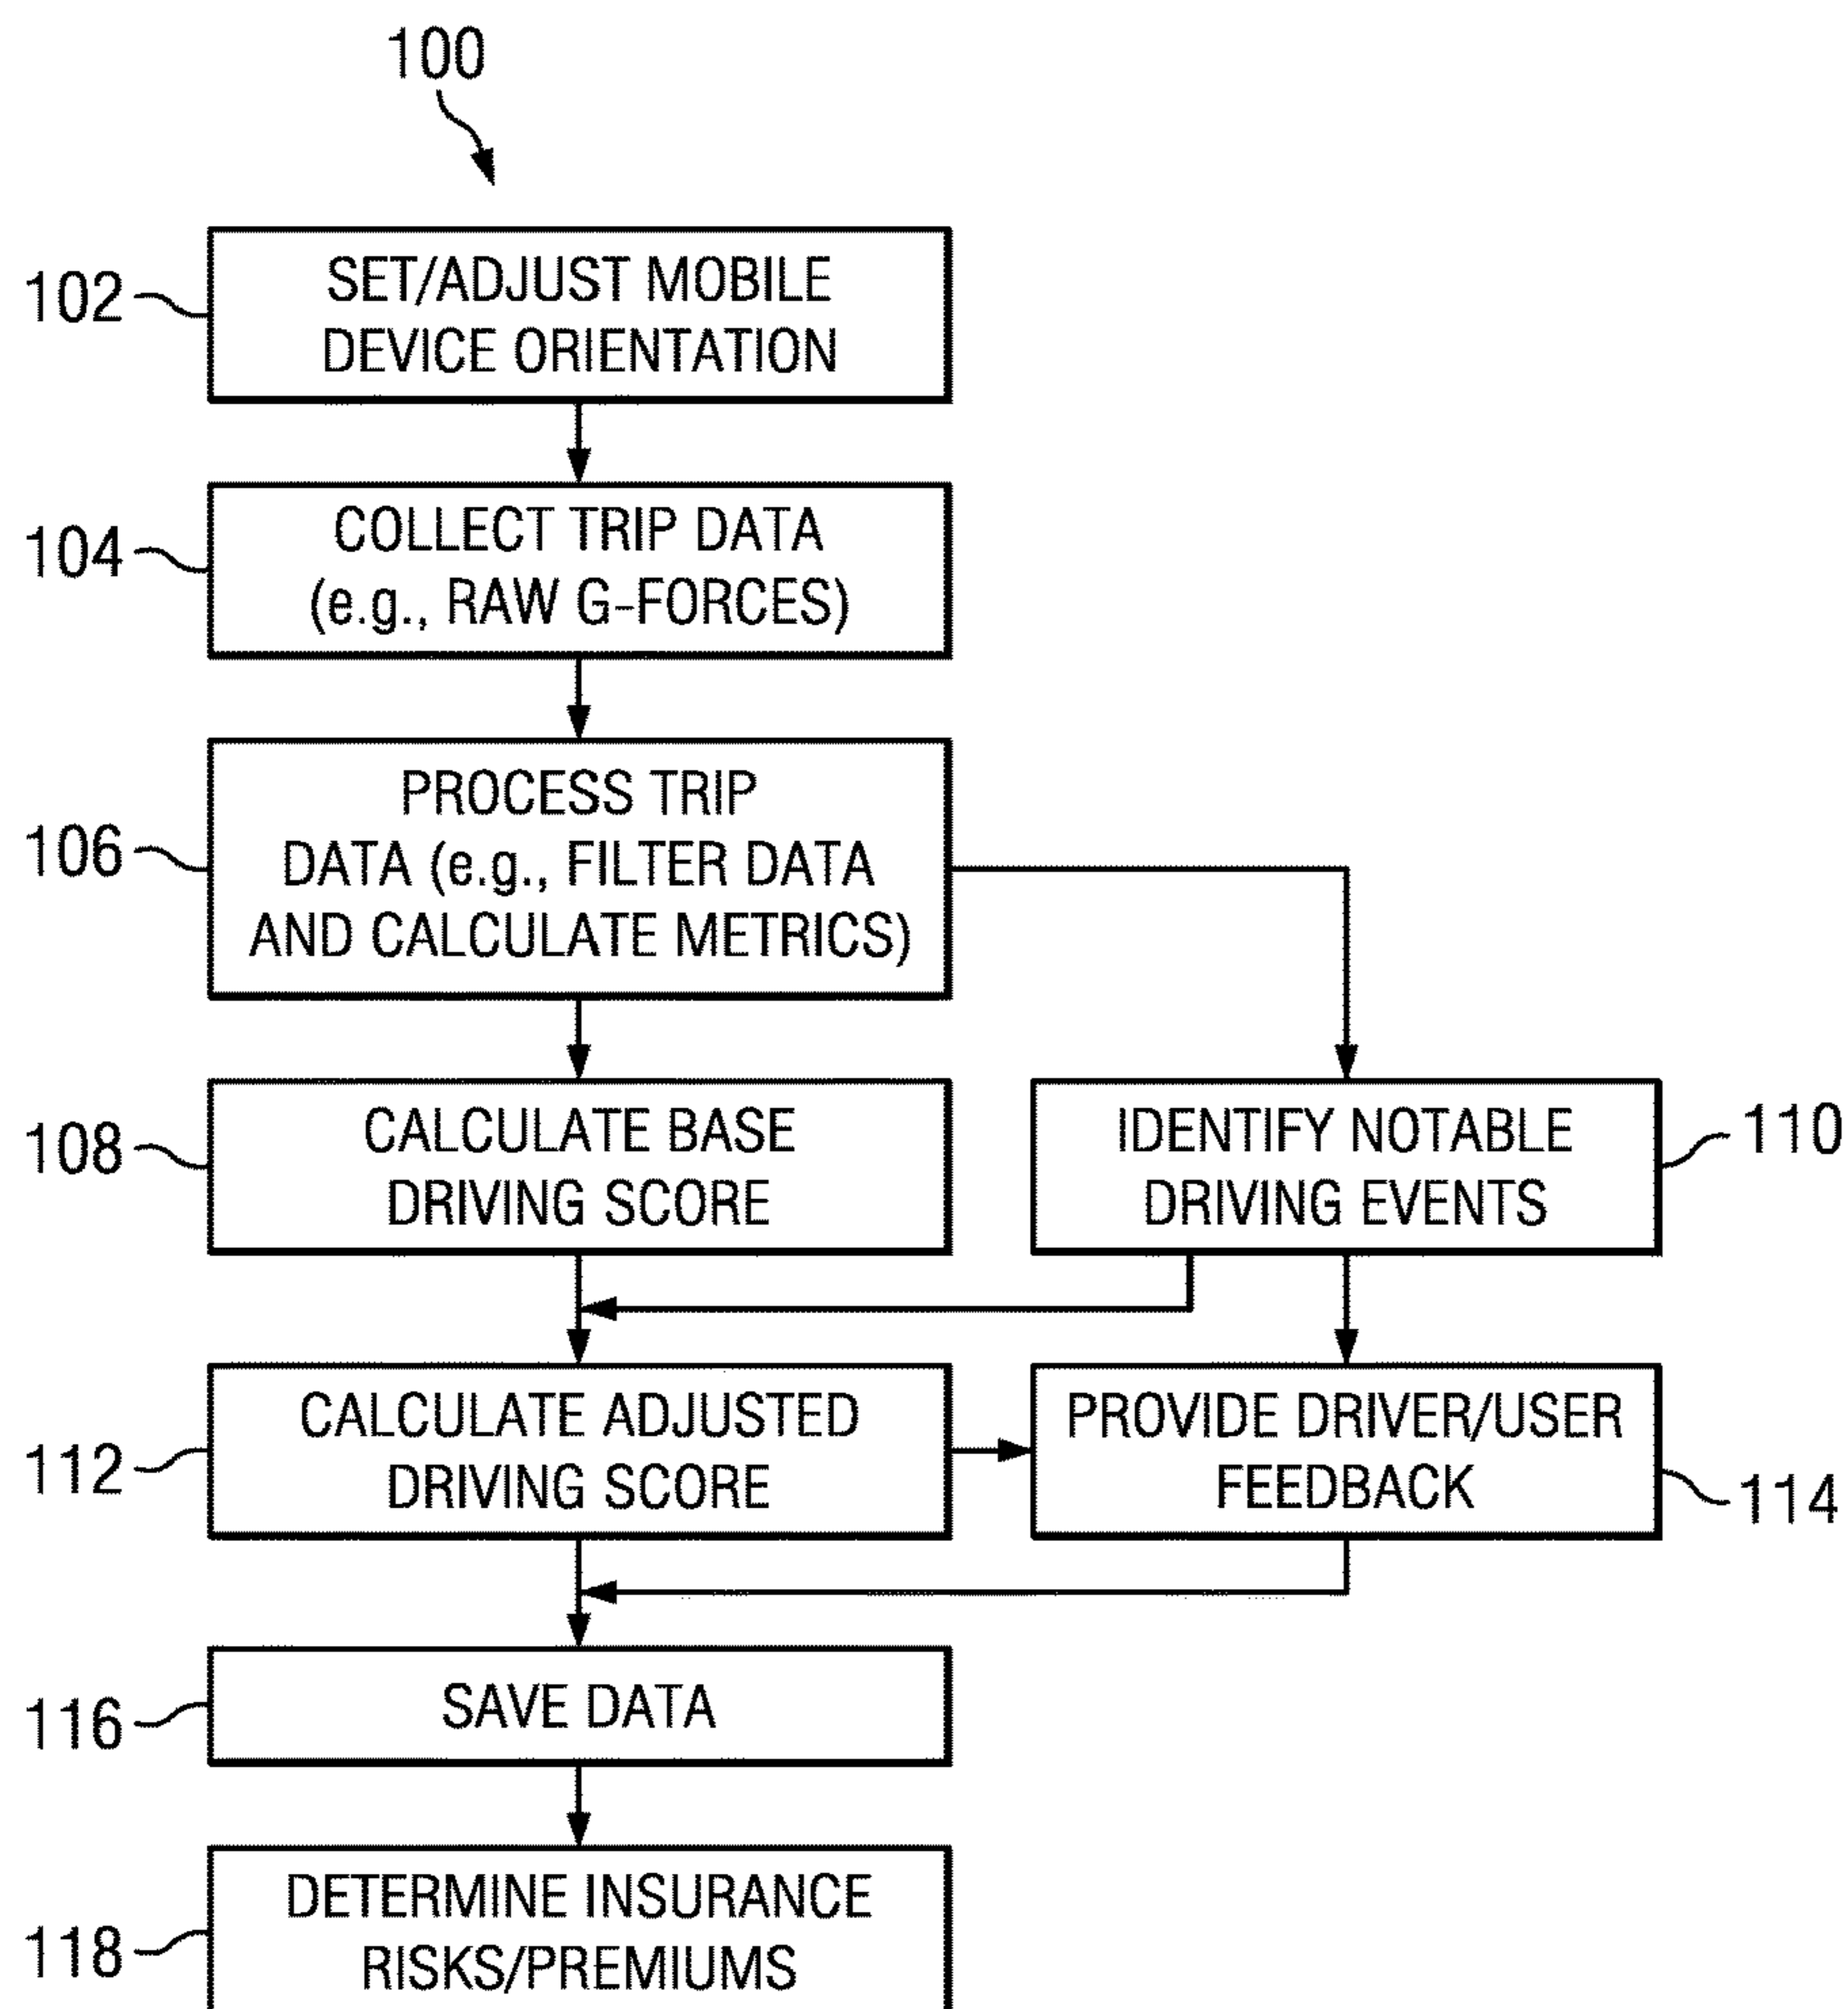 100
102
SET/ADJUST MOBILE
DEVICE ORIENTATION
104
COLLECT TRIP DATA
(e.g., RAW G-FORCES)
106
PROCESS TRIP
DATA (e.g., FILTER DATA
AND CALCULATE METRICS)
108
CALCULATE BASE
DRIVING SCORE
IDENTIFY NOTABLE
DRIVING EVENTS
110
112
CALCULATE ADJUSTED
DRIVING SCORE
PROVIDE DRIVER/USER
FEEDBACK
114
116
SAVE DATA
118
DETERMINE INSURANCE
RISKS/PREMIUMS